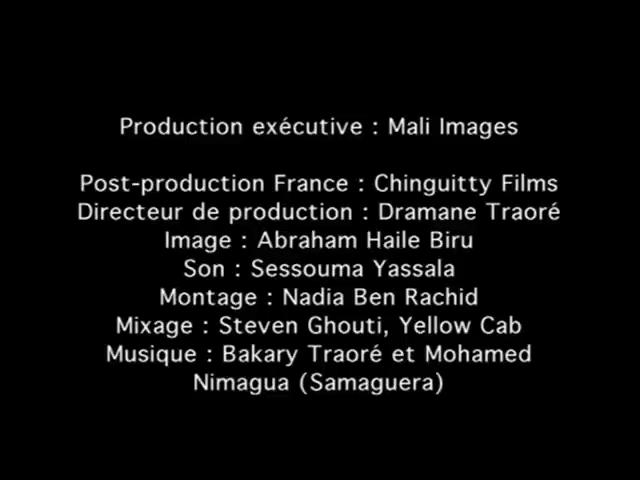 Production exécutive : Mali Images
Post-production France : Chinguitty Films
Directeur de production : Dramane Traoré
Image : Abraham Haile Biru
Son : Sessouma Yassala
Montage : Nadia Ben Rachid
Mixage : Steven Ghouti, Yellow Cab
Musique : Bakary Traoré et Mohamed
Nimagua (Samaguera)